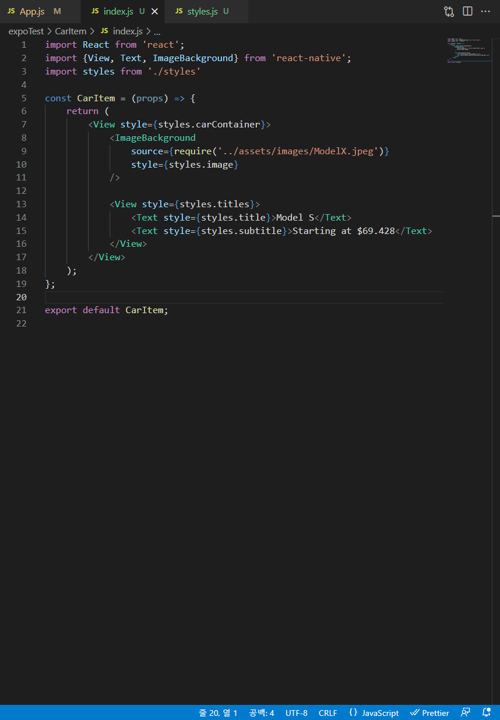 JS App.js M
JS index.js U
JS styles.js U
expoTest > CarItem > JS index.js > ...
1 import React from 'react';
2 import {View, Text, ImageBackground} from 'react-native';
3 import styles from './styles'
4
5 const CarItem = (props) => {
6 return (
7 <View style={styles.carContainer}>
8 <ImageBackground
9 source={require('../assets/images/ModelX.jpeg')}
10 style={styles.image}
11 />
12
13 <View style={styles.titles}>
14 <Text style={styles.title}>Model S</Text>
15 <Text style={styles.subtitle}>Starting at $69.428</Text>
16 </View>
17 </View>
18 );
19 };
20
21 export default CarItem;
22
줄 20, 열 1 공백: 4 UTF-8 CRLF {} JavaScript Prettier